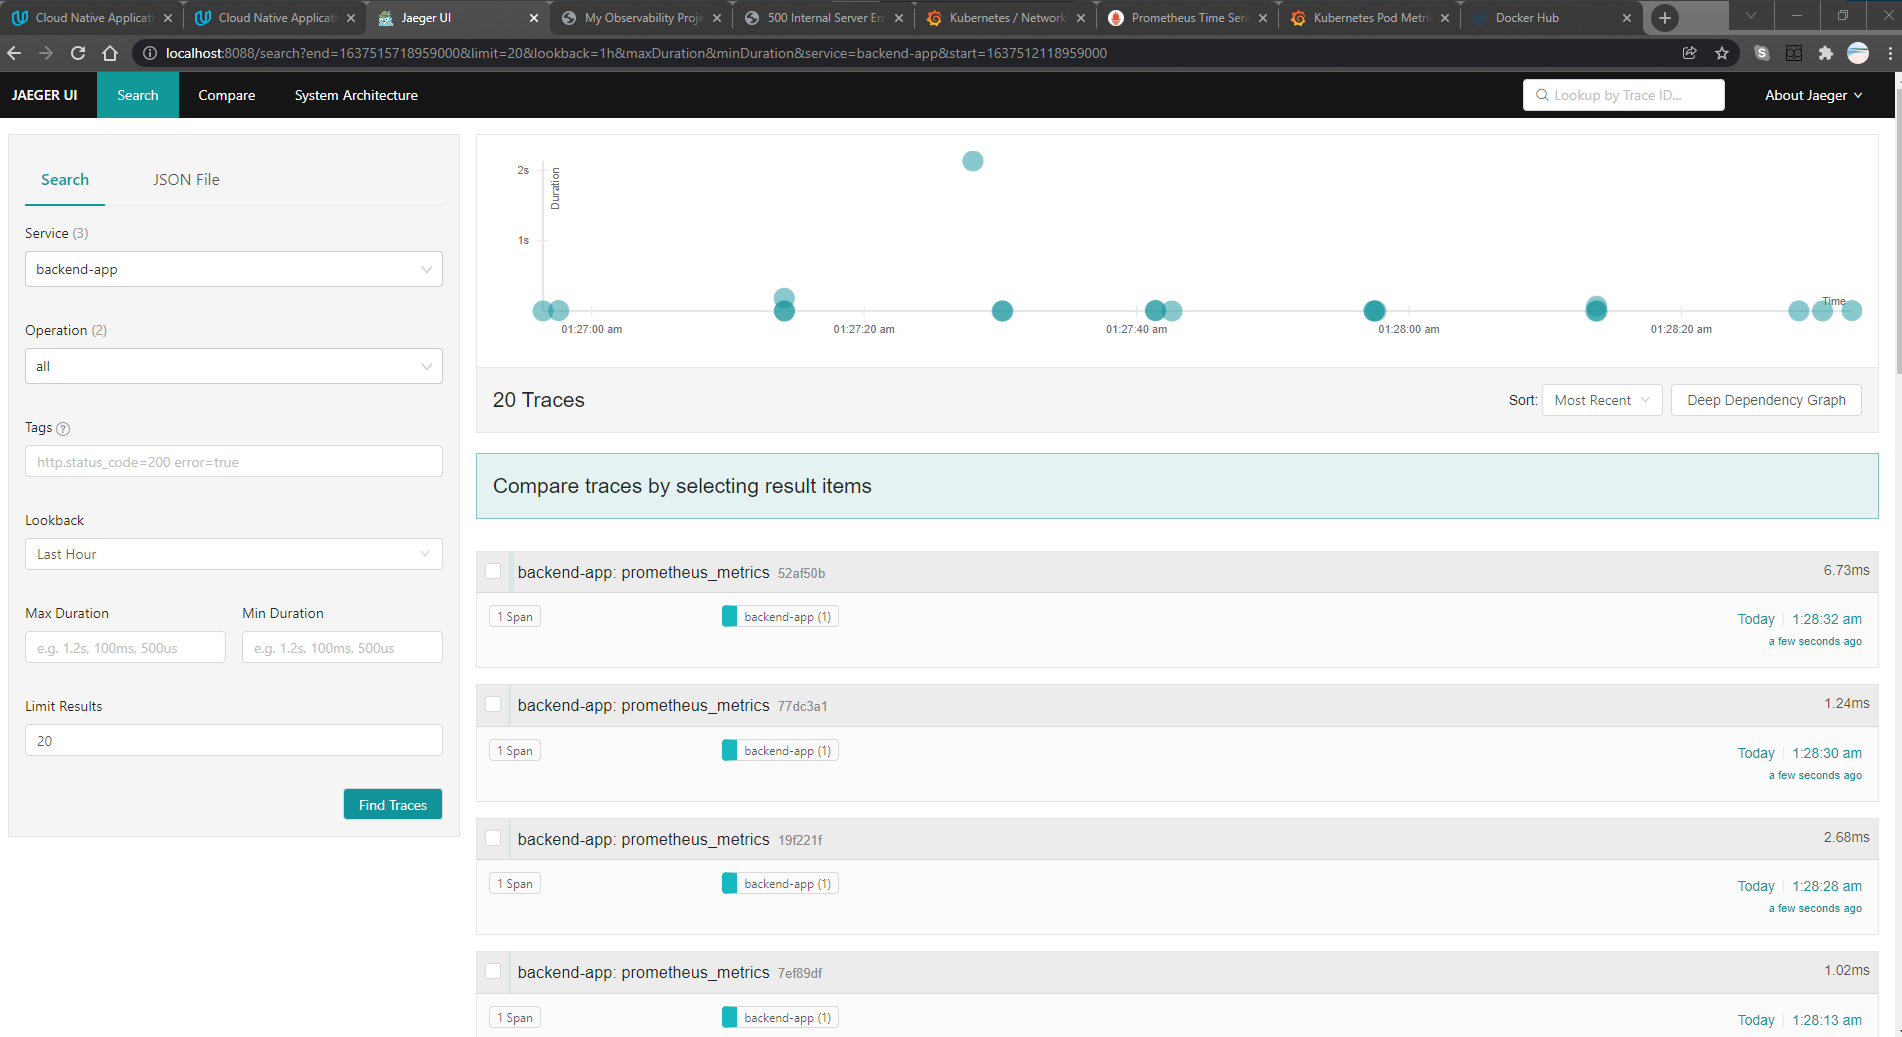 Cloud Native Applicati
Cloud Native Applicati
Jaeger UI
My Observability Proje
500 Internal Server Err
Kubernetes / Network
Prometheus Time Seri
Kubernetes Pod Metri
Docker Hub
localhost:8088/search?end=1637515718959000&limit=20&lookback=1h&maxDuration&minDuration&service=backend-app&start=1637512118959000
JAEGER UI
Search
Compare
System Architecture
Lookup by Trace ID...
About Jaeger
Search
JSON File
Service (3)
backend-app
Operation (2)
all
Tags
http.status_code=200 error=true
Lookback
Last Hour
Max Duration
Min Duration
e.g. 1.2s, 100ms, 500us
e.g. 1.2s, 100ms, 500us
Limit Results
20
Find Traces
2s
1s
Duration
Time
01:27:00 am
01:27:20 am
01:27:40 am
01:28:00 am
01:28:20 am
20 Traces
Sort:
Most Recent
Deep Dependency Graph
Compare traces by selecting result items
backend-app: prometheus_metrics 52af50b
6.73ms
1 Span
backend-app (1)
Today 1:28:32 am
a few seconds ago
backend-app: prometheus_metrics 77dc3a1
1.24ms
1 Span
backend-app (1)
Today 1:28:30 am
a few seconds ago
backend-app: prometheus_metrics 19f221f
2.68ms
1 Span
backend-app (1)
Today 1:28:28 am
a few seconds ago
backend-app: prometheus_metrics 7ef89df
1.02ms
1 Span
backend-app (1)
Today 1:28:13 am